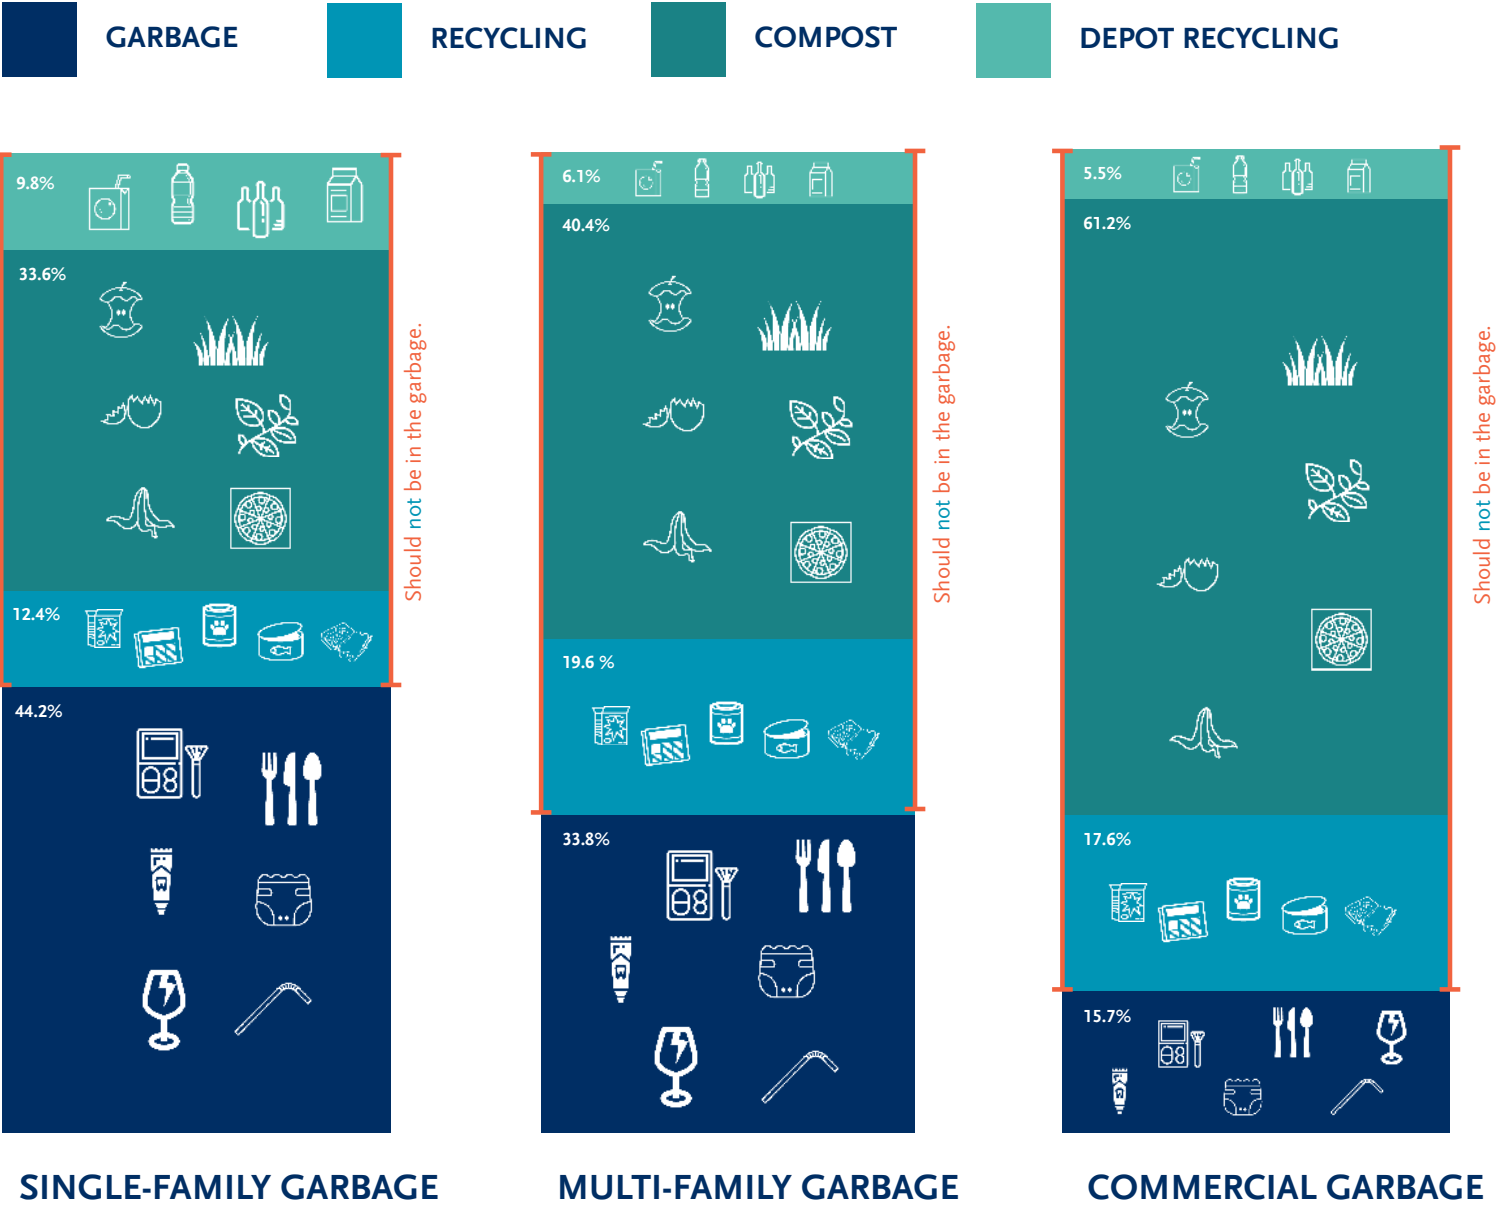 GARBAGE
RECYCLING
COMPOST
DEPOT RECYCLING
9.8%
33.6%
12.4%
44.2%
Should not be in the garbage.
SINGLE-FAMILY GARBAGE
6.1%
40.4%
19.6 %
33.8%
Should not be in the garbage.
MULTI-FAMILY GARBAGE
5.5%
61.2%
17.6%
15.7%
Should not be in the garbage.
COMMERCIAL GARBAGE